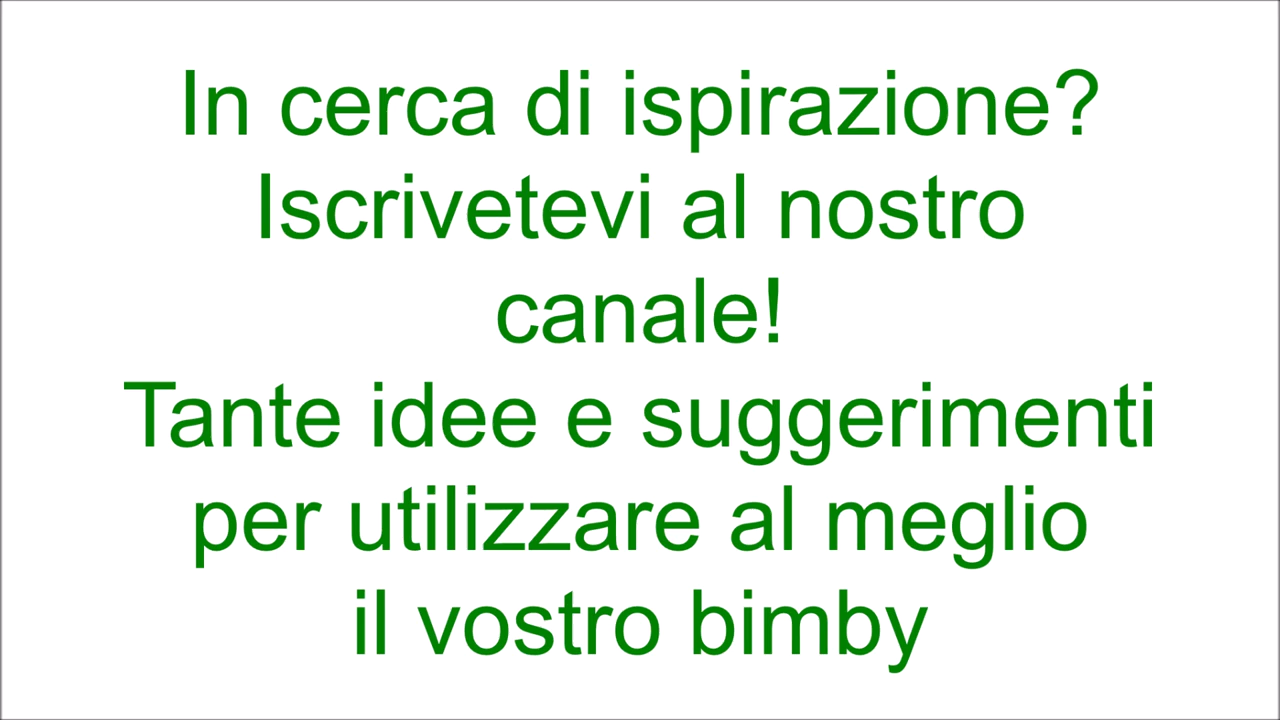 In cerca di ispirazione?
Iscrivetevi al nostro
canale!
Tante idee e suggerimenti
per utilizzare al meglio
il vostro bimby